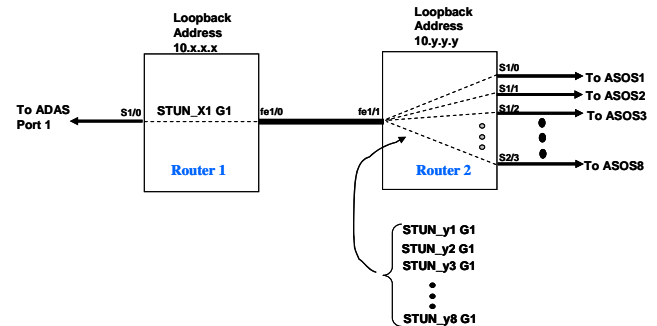 Loopback
Address
10.x.x.x
Loopback
Address
10.y.y.y
To ADAS
Port 1
S1/0
STUN_X1 G1
fe1/0
fe1/1
Router 1
Router 2
S1/0
To ASOS1
S1/1
To ASOS2
S1/2
To ASOS3
S2/3
To ASOS8
STUN_y1 G1
STUN_y2 G1
STUN_y3 G1
STUN_y8 G1